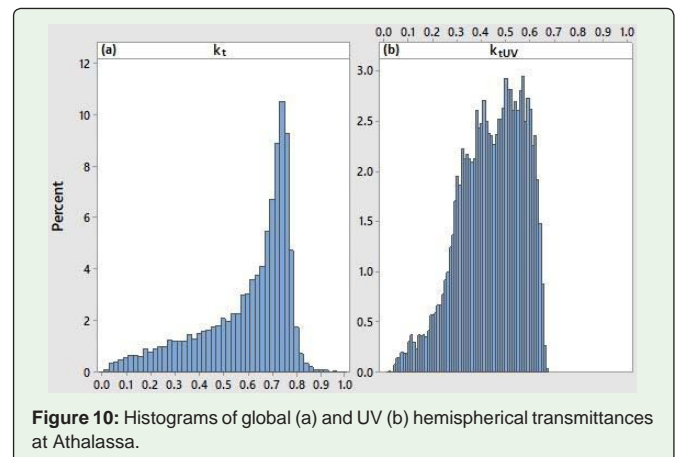 0.0 0.1 0.2 0.3 0.4 0.5 0.6 0.7 0.8 0.9 1.0
(a) kt
(b) ktUV
12
10
8
6
4
2
0
Percent
3.0
2.5
2.0
1.5
1.0
0.5
0.0
0.0 0.1 0.2 0.3 0.4 0.5 0.6 0.7 0.8 0.9 1.0
Figure 10: Histograms of global (a) and UV (b) hemispherical transmittances
at Athalassa.